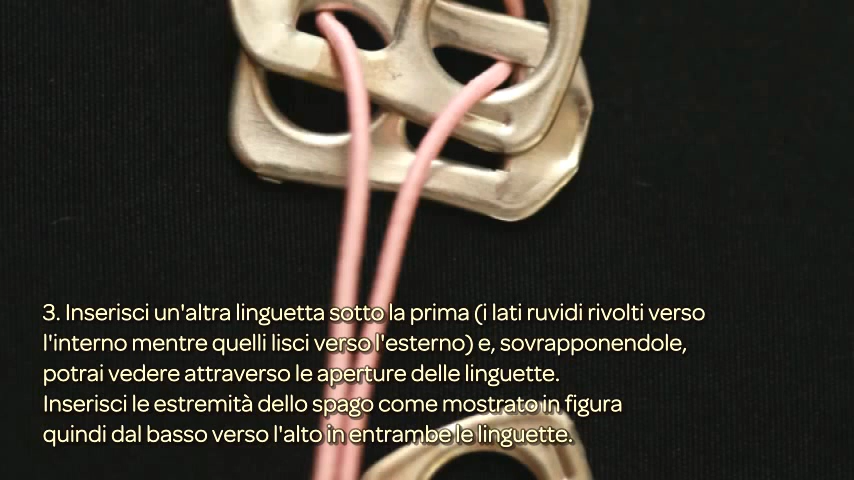 3. Inserisci un'altra linguetta sotto la prima (i lati ruvidi rivolti verso
l'interno mentre quelli lisci verso l'esterno) e, sovrapponendole,
potrai vedere attraverso le aperture delle linguette.
Inserisci le estremità dello spago come mostrato in figura
quindi dal basso verso l'alto in entrambe le linguette.